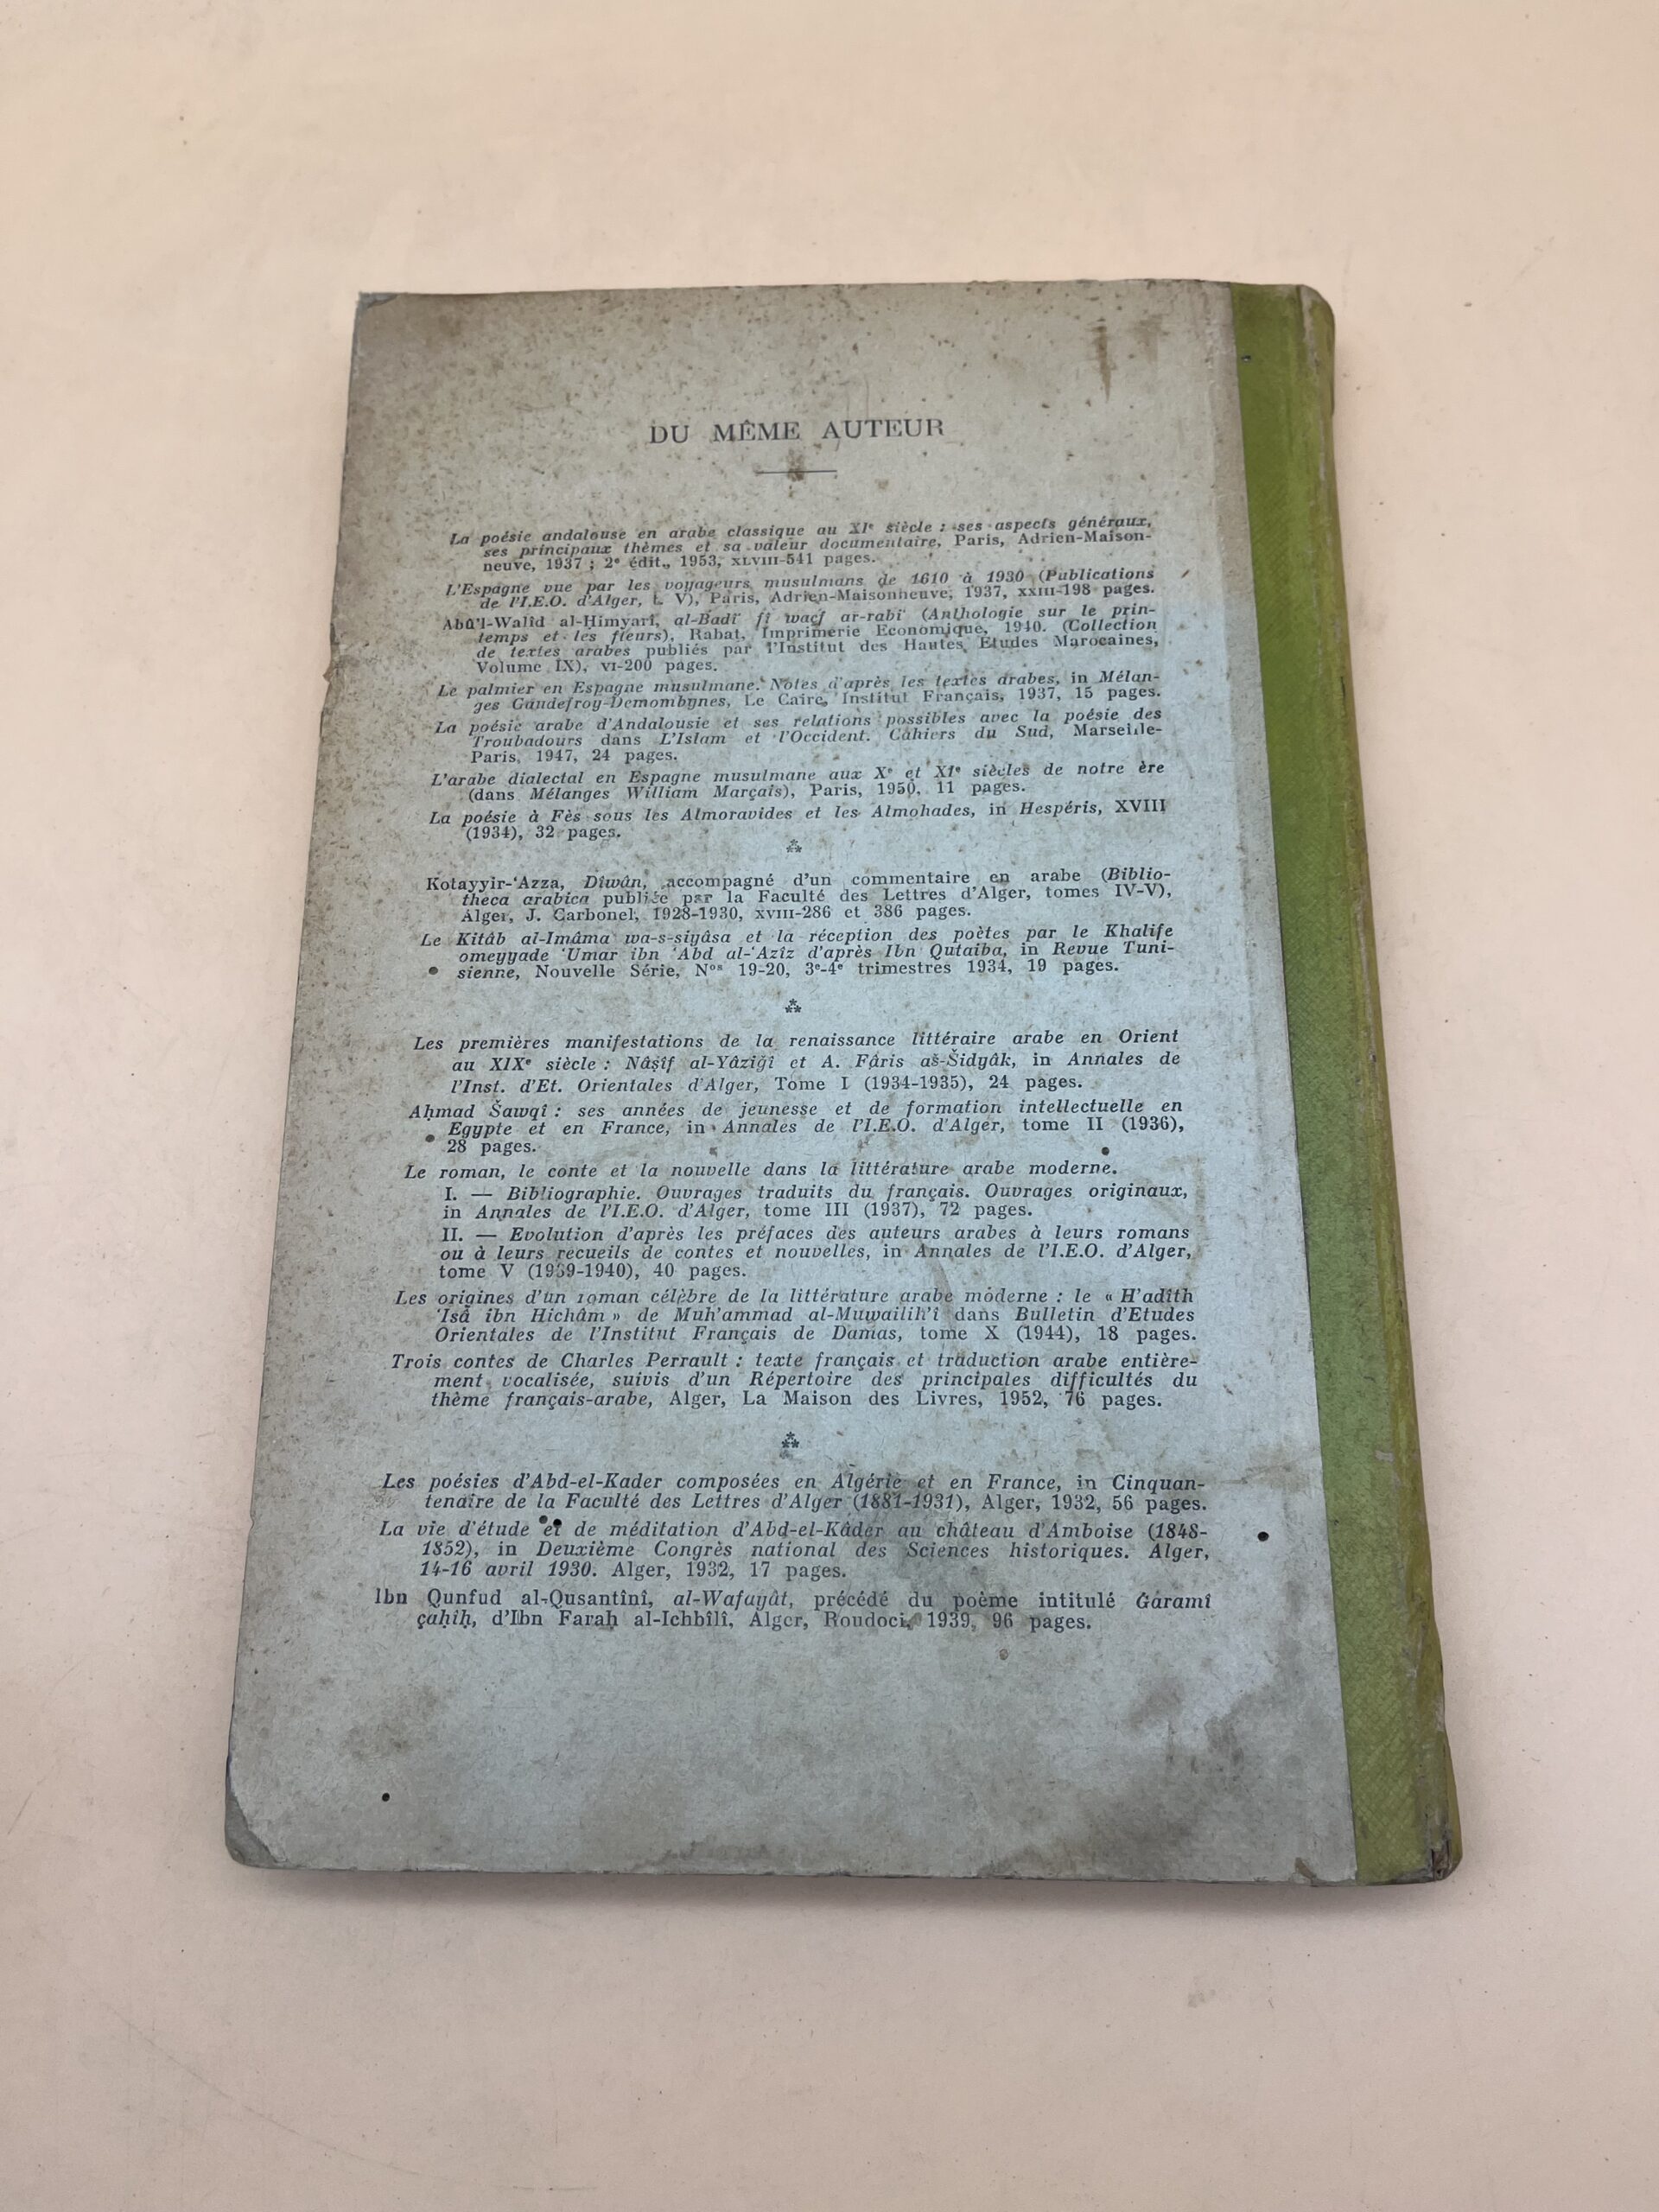 DU MÊME AUTEUR
La poésie andalouse en arabe classique au XIe siècle : ses aspects généraux,
ses principaux thèmes et sa valeur documentaire, Paris, Adrien-Maison-
neuve, 1937 ; 2e édit., 1953, XLVIII-541 pages.
L'Espagne vue par les voyageurs musulmans de 1610 à 1930 (Publications
de l'I.E.O. d'Alger, t. V), Paris, Adrien-Maisonneuve, 1937, XXIII-198 pages.
Abû'l-Walîd al-Ḥimyarî, al-Badî‘ fî waçf ar-rabî‘ (Anthologie sur le prin-
temps et les fleurs), Rabat, Imprimerie Economique, 1940. (Collection
de textes arabes publiés par l'Institut des Hautes Etudes Marocaines,
Volume IX), VI-200 pages.
Le palmier en Espagne musulmane. Notes d'après les textes arabes, in Mélan-
ges Gaudefroy-Demombynes, Le Caire, Institut Français, 1937, 15 pages.
La poésie arabe d'Andalousie et ses relations possibles avec la poésie des
Troubadours dans L'Islam et l'Occident. Cahiers du Sud, Marseille-
Paris, 1947, 24 pages.
L'arabe dialectal en Espagne musulmane aux Xe et XIe siècles de notre ère
(dans Mélanges William Marçais), Paris, 1950, 11 pages.
La poésie à Fès sous les Almoravides et les Almohades, in Hespéris, XVIII
(1934), 32 pages.
⁂
Kotayyir-‘Azza, Dîwân, accompagné d'un commentaire en arabe (Biblio-
theca arabica publiée par la Faculté des Lettres d'Alger, tomes IV-V),
Alger, J. Carbonel, 1928-1930, XVIII-286 et 386 pages.
Le Kitâb al-Imâma wa-s-siyâsa et la réception des poètes par le Khalife
omeyyade ‘Umar ibn ‘Abd al-‘Azîz d'après Ibn Qutaiba, in Revue Tuni-
sienne, Nouvelle Série, Nos 19-20, 3e-4e trimestres 1934, 19 pages.
⁂
Les premières manifestations de la renaissance littéraire arabe en Orient
au XIXe siècle : Nâṣîf al-Yâziǧî et A. Fâris aš-Šidyâk, in Annales de
l'Inst. d'Et. Orientales d'Alger, Tome I (1934-1935), 24 pages.
Aḥmad Šawqî : ses années de jeunesse et de formation intellectuelle en
Egypte et en France, in Annales de l'I.E.O. d'Alger, tome II (1936),
28 pages.
Le roman, le conte et la nouvelle dans la littérature arabe moderne.
I. — Bibliographie. Ouvrages traduits du français. Ouvrages originaux,
in Annales de l'I.E.O. d'Alger, tome III (1937), 72 pages.
II. — Evolution d'après les préfaces des auteurs arabes à leurs romans
ou à leurs recueils de contes et nouvelles, in Annales de l'I.E.O. d'Alger,
tome V (1939-1940), 40 pages.
Les origines d'un roman célèbre de la littérature arabe moderne : le « H'adîth
‘Isâ ibn Hichâm » de Muh'ammad al-Muwailih'î dans Bulletin d'Etudes
Orientales de l'Institut Français de Damas, tome X (1944), 18 pages.
Trois contes de Charles Perrault : texte français et traduction arabe entière-
ment vocalisée, suivis d'un Répertoire des principales difficultés du
thème français-arabe, Alger, La Maison des Livres, 1952, 76 pages.
⁂
Les poésies d'Abd-el-Kader composées en Algérie et en France, in Cinquan-
tenaire de la Faculté des Lettres d'Alger (1881-1931), Alger, 1932, 56 pages.
La vie d'étude et de méditation d'Abd-el-Kâder au château d'Amboise (1848-
1852), in Deuxième Congrès national des Sciences historiques. Alger,
14-16 avril 1930. Alger, 1932, 17 pages.
Ibn Qunfud al-Qusantînî, al-Wafayât, précédé du poème intitulé Ġaramî
çaḥîḥ, d'Ibn Faraḥ al-Ichbîlî, Alger, Roudoci, 1939, 96 pages.